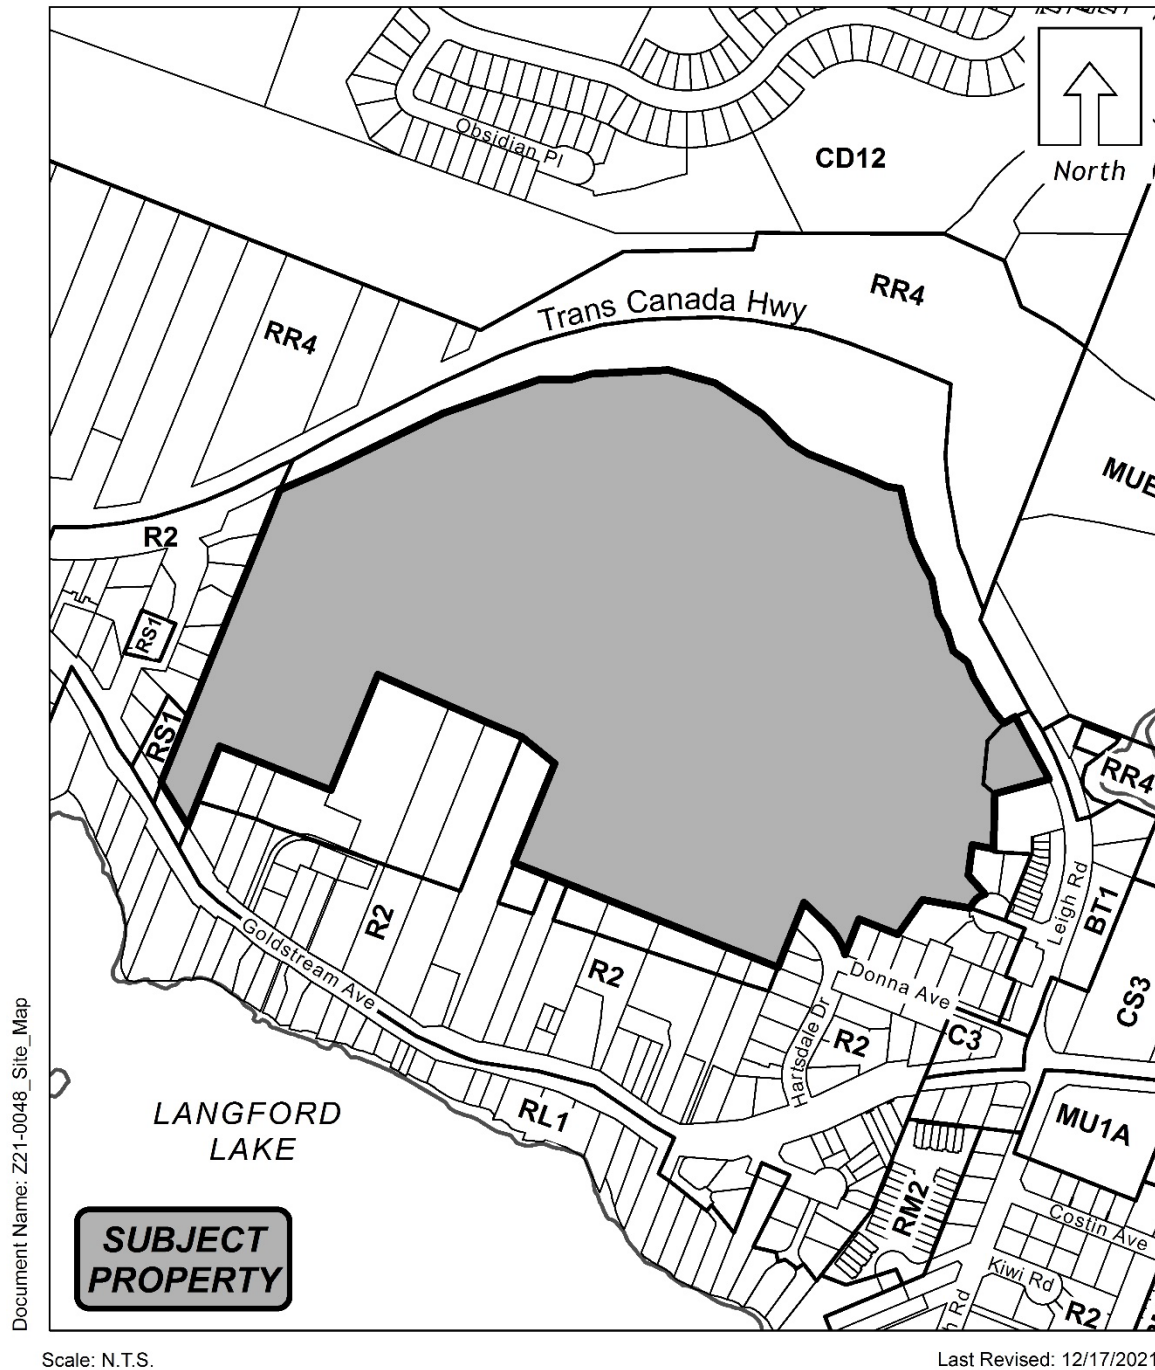 Obsidian Pl
CD12
North
RR4
Trans Canada Hwy
RR4
MUE
R2
RS1
RS1
RR4
Leigh Rd
BT1
R2
Goldstream Ave
R2
Donna Ave
CS3
Hartsdale Dr
R2
C3
LANGFORD
LAKE
RL1
MU1A
RM2
Costin Ave
Kiwi Rd
R2
h Rd
SUBJECT
PROPERTY
Document Name: Z21-0048_Site_Map
Scale: N.T.S.
Last Revised: 12/17/2021